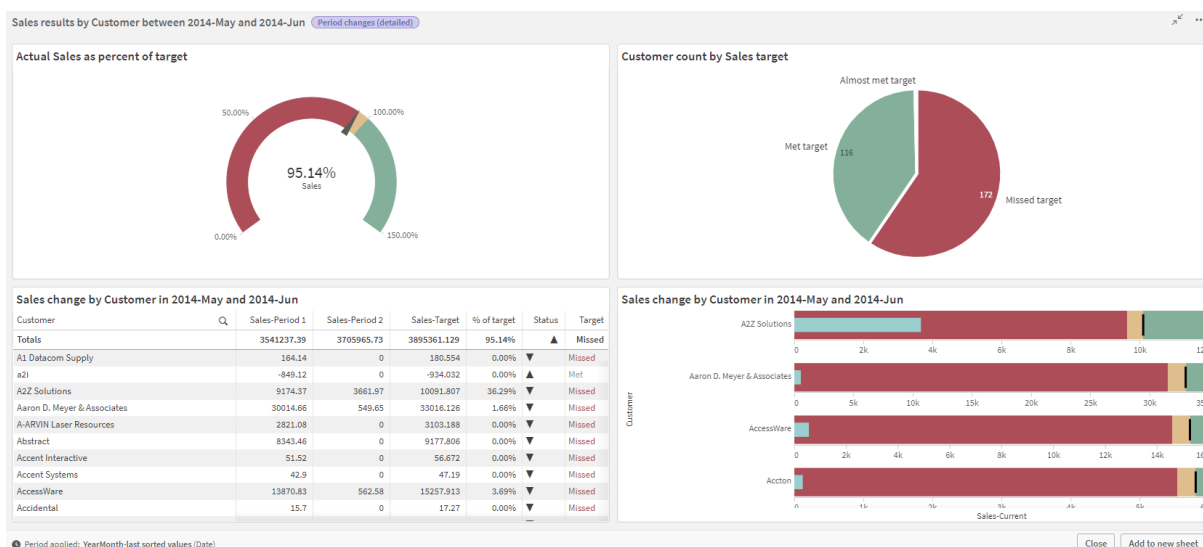 Sales results by Customer between 2014-May and 2014-Jun Period changes (detailed)
Actual Sales as percent of target
50.00%
100.00%
95.14%
Sales
0.00%
150.00%
Customer count by Sales target
Almost met target
Met target
116
172
Missed target
Sales change by Customer in 2014-May and 2014-Jun
Customer Sales-Period 1 Sales-Period 2 Sales-Target % of target Status Target
Totals 3541237.39 3705965.73 3895361.129 95.14% ▲ Missed
A1 Datacom Supply 164.14 0 180.554 0.00% ▼ Missed
a2i -849.12 0 -934.032 0.00% ▲ Met
A2Z Solutions 9174.37 3661.97 10091.807 36.29% ▼ Missed
Aaron D. Meyer & Associates 30014.66 549.65 33016.126 1.66% ▼ Missed
A-ARVIN Laser Resources 2821.08 0 3103.188 0.00% ▼ Missed
Abstract 8343.46 0 9177.806 0.00% ▼ Missed
Accent Interactive 51.52 0 56.672 0.00% ▼ Missed
Accent Systems 42.9 0 47.19 0.00% ▼ Missed
AccessWare 13870.83 562.58 15257.913 3.69% ▼ Missed
Accidental 15.7 0 17.27 0.00% ▼ Missed
Sales change by Customer in 2014-May and 2014-Jun
Customer
A2Z Solutions
0 2k 4k 6k 8k 10k
Aaron D. Meyer & Associates
0 5k 10k 15k 20k 25k 30k
AccessWare
0 2k 4k 6k 8k 10k 12k 14k
Accton
0 1k 2k 3k 4k 5k
Sales-Current
Period applied: YearMonth-last sorted values (Date)
Close Add to new sheet